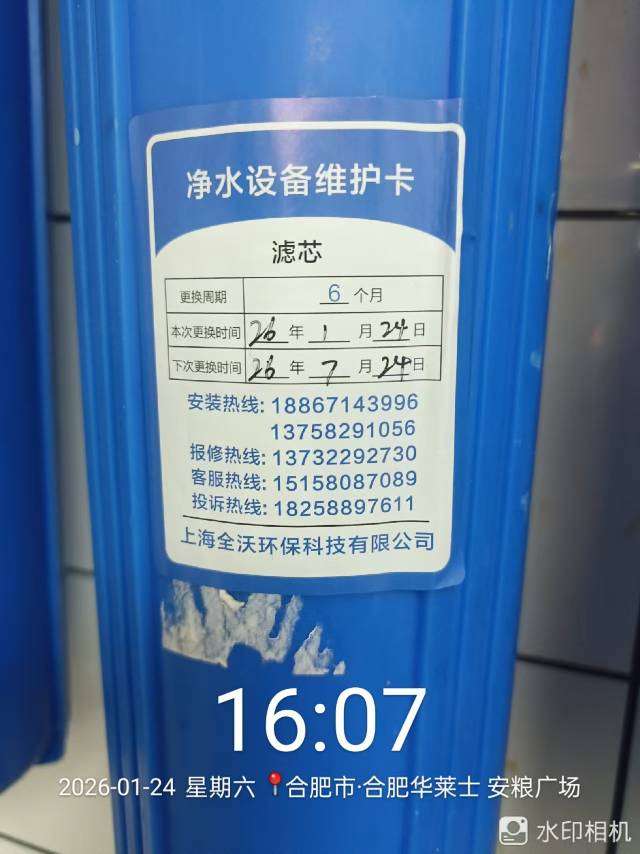 净水设备维护卡
滤芯
更换周期 6 个月
本次更换时间 26 年 1 月 24 日
下次更换时间 26 年 7 月 24 日
安装热线: 18867143996
13758291056
报修热线: 13732292730
客服热线: 15158087089
投诉热线: 18258897611
上海全沃环保科技有限公司
16:07
2026-01-24 星期六 合肥市·合肥华莱士 安粮广场
水印相机